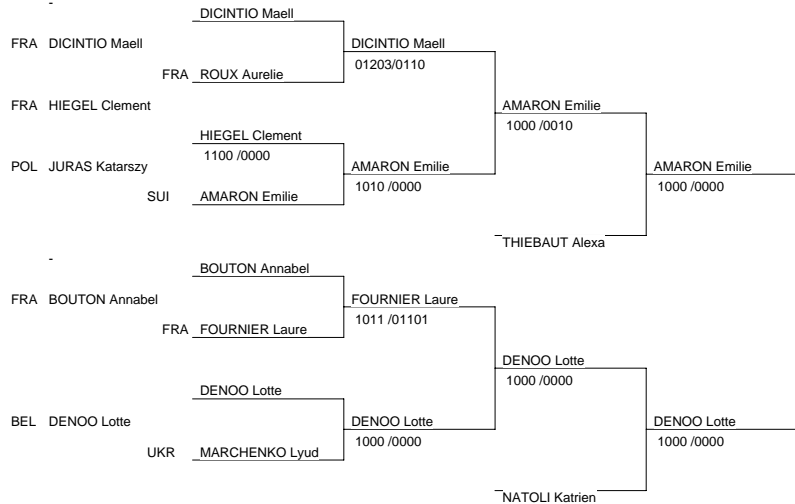 -
DICINTIO Maell
FRA DICINTIO Maell
DICINTIO Maell
01203/0110
FRA ROUX Aurelie
FRA HIEGEL Clement
AMARON Emilie
1000 /0010
HIEGEL Clement
1100 /0000
POL JURAS Katarszy
AMARON Emilie
1010 /0000
AMARON Emilie
1000 /0000
SUI AMARON Emilie
THIEBAUT Alexa
-
BOUTON Annabel
FRA BOUTON Annabel
FOURNIER Laure
1011 /01101
FRA FOURNIER Laure
DENOO Lotte
1000 /0000
DENOO Lotte
BEL DENOO Lotte
DENOO Lotte
1000 /0000
DENOO Lotte
1000 /0000
UKR MARCHENKO Lyud
NATOLI Katrien